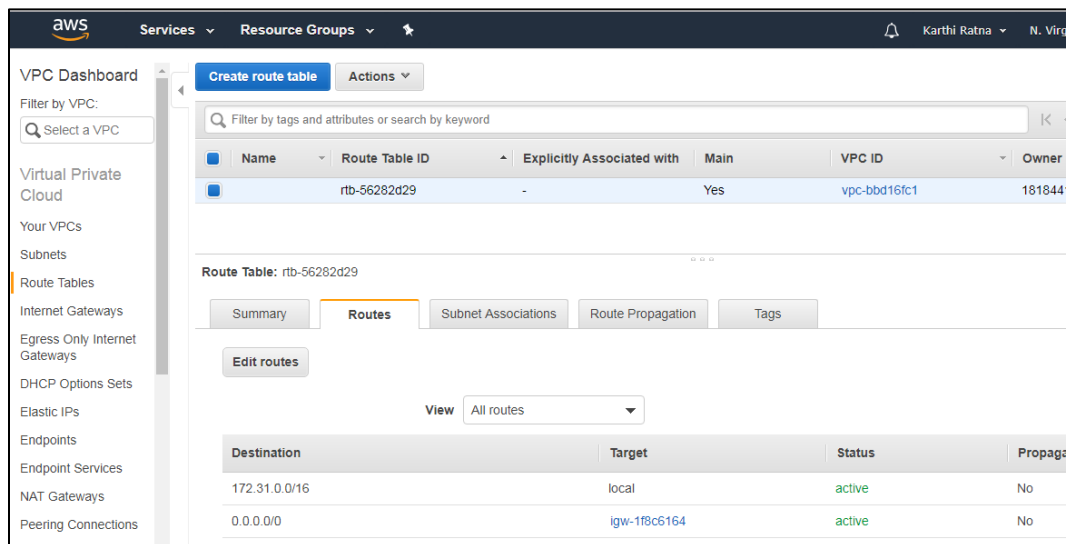 aws Services Resource Groups Karthi Ratna N. Virg
VPC Dashboard
Filter by VPC:
Select a VPC
Virtual Private
Cloud
Your VPCs
Subnets
Route Tables
Internet Gateways
Egress Only Internet
Gateways
DHCP Options Sets
Elastic IPs
Endpoints
Endpoint Services
NAT Gateways
Peering Connections
Create route table Actions
Filter by tags and attributes or search by keyword
Name Route Table ID Explicitly Associated with Main VPC ID Owner
rtb-56282d29 - Yes vpc-bbd16fc1 181844
Route Table: rtb-56282d29
Summary Routes Subnet Associations Route Propagation Tags
Edit routes
View All routes
Destination Target Status Propaga
172.31.0.0/16 local active No
0.0.0.0/0 igw-1f8c6164 active No